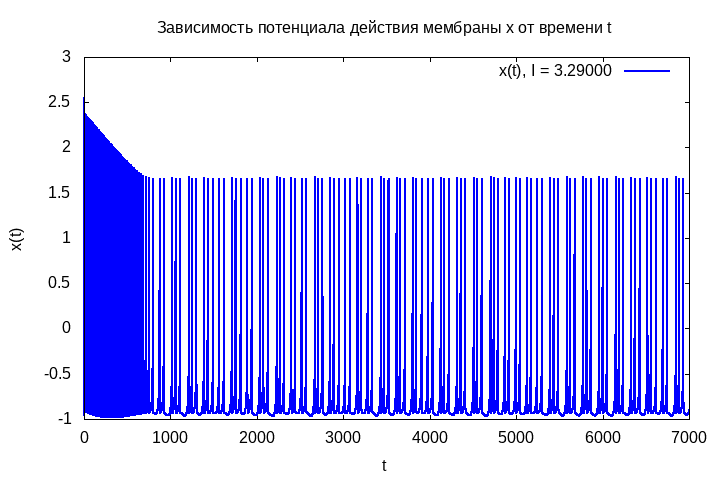 Зависимость потенциала действия мембраны x от времени t
x(t), I = 3.29000
3
2.5
2
1.5
1
0.5
0
-0.5
-1
x(t)
0 1000 2000 3000 4000 5000 6000 7000
t